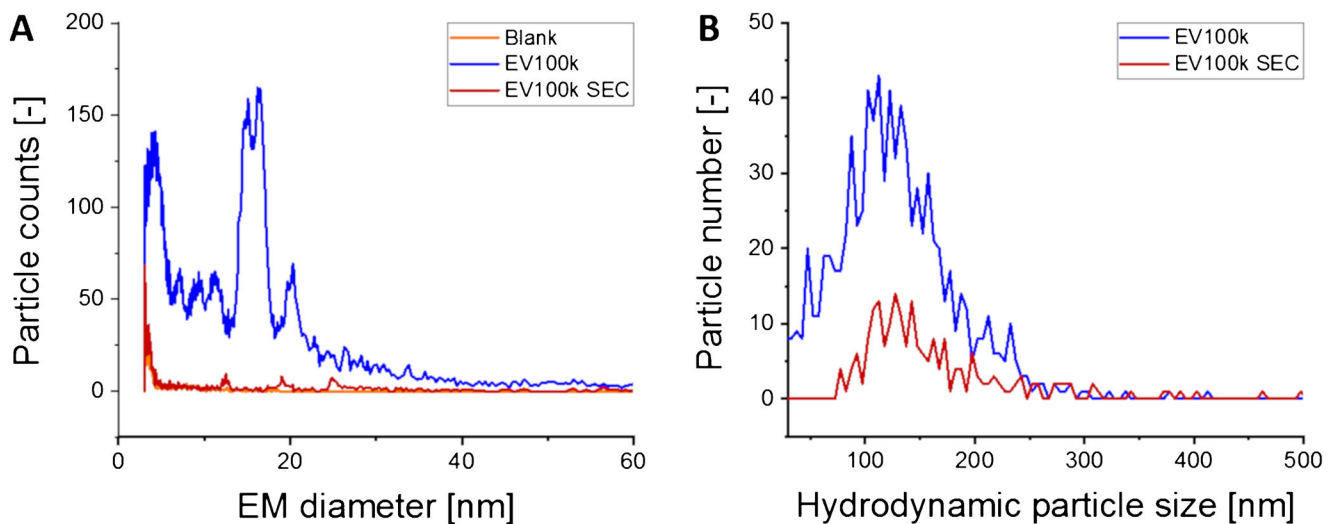 A
200
150
100
50
0
Particle counts [-]
Blank
EV100k
EV100k SEC
0 20 40 60
EM diameter [nm]
B
50
40
30
20
10
0
Particle number [-]
EV100k
EV100k SEC
100 200 300 400 500
Hydrodynamic particle size [nm]